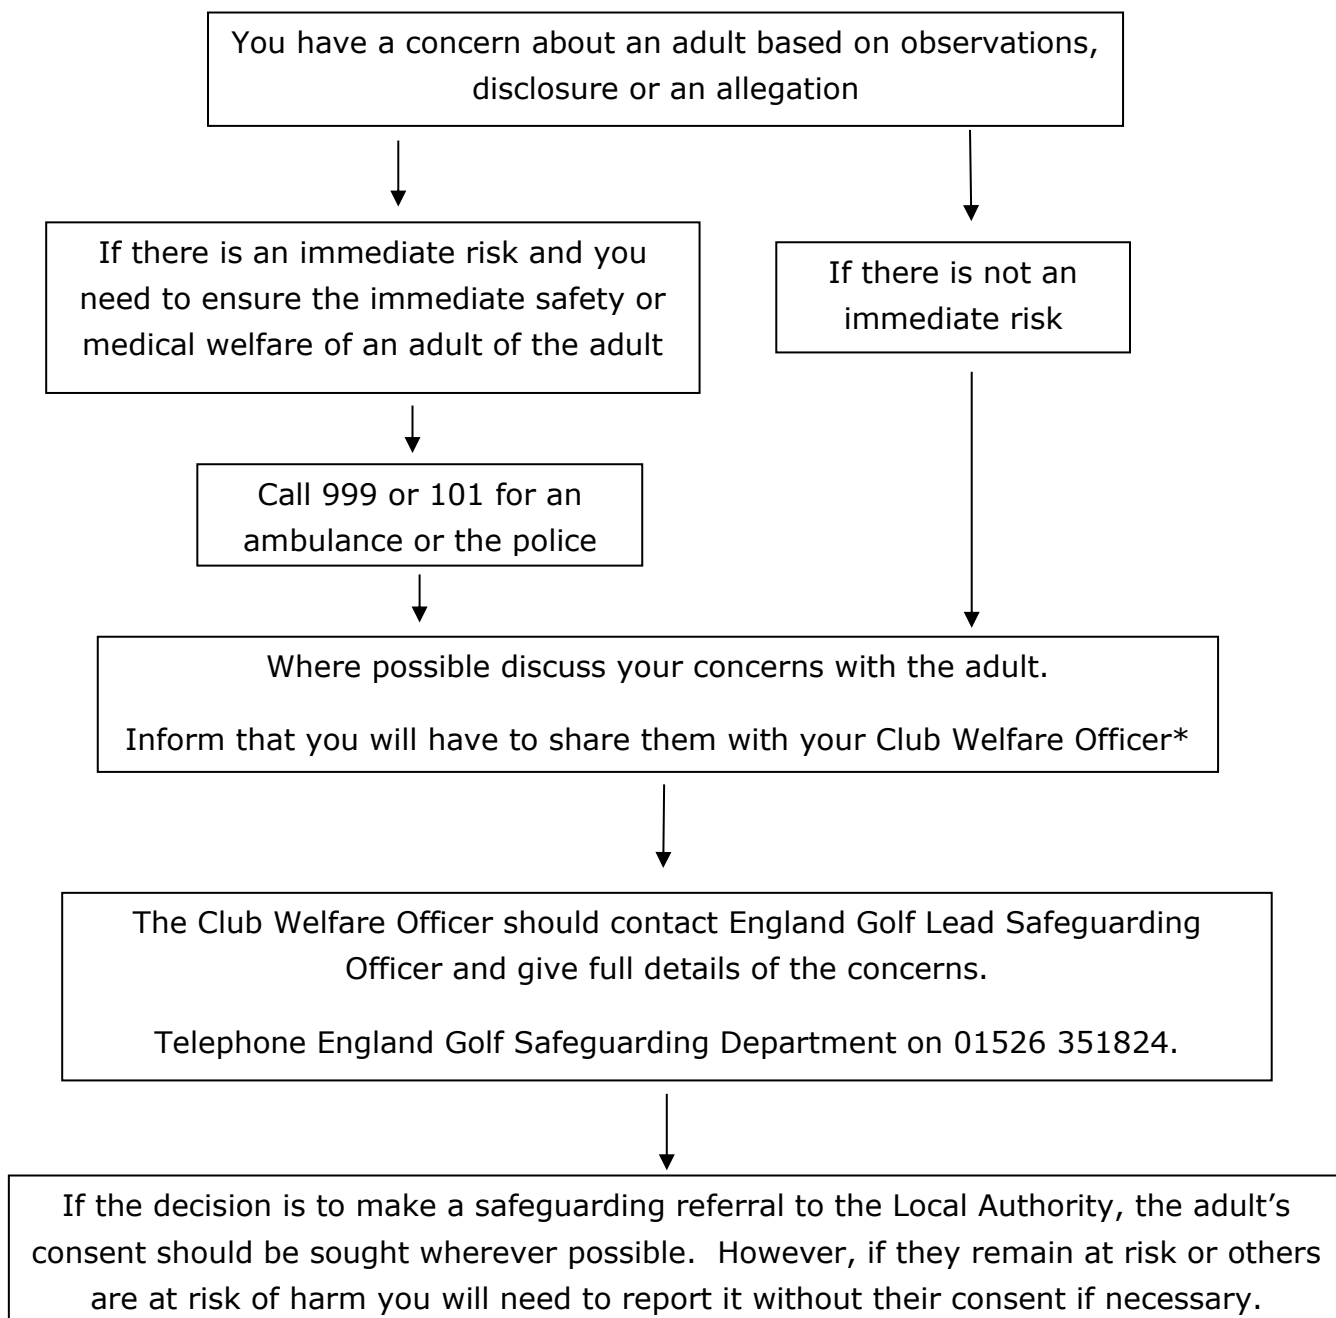 You have a concern about an adult based on observations,
disclosure or an allegation
If there is an immediate risk and you
need to ensure the immediate safety or
medical welfare of an adult of the adult
If there is not an
immediate risk
Call 999 or 101 for an
ambulance or the police
Where possible discuss your concerns with the adult.
Inform that you will have to share them with your Club Welfare Officer*
The Club Welfare Officer should contact England Golf Lead Safeguarding
Officer and give full details of the concerns.
Telephone England Golf Safeguarding Department on 01526 351824.
If the decision is to make a safeguarding referral to the Local Authority, the adult’s
consent should be sought wherever possible.  However, if they remain at risk or others
are at risk of harm you will need to report it without their consent if necessary.